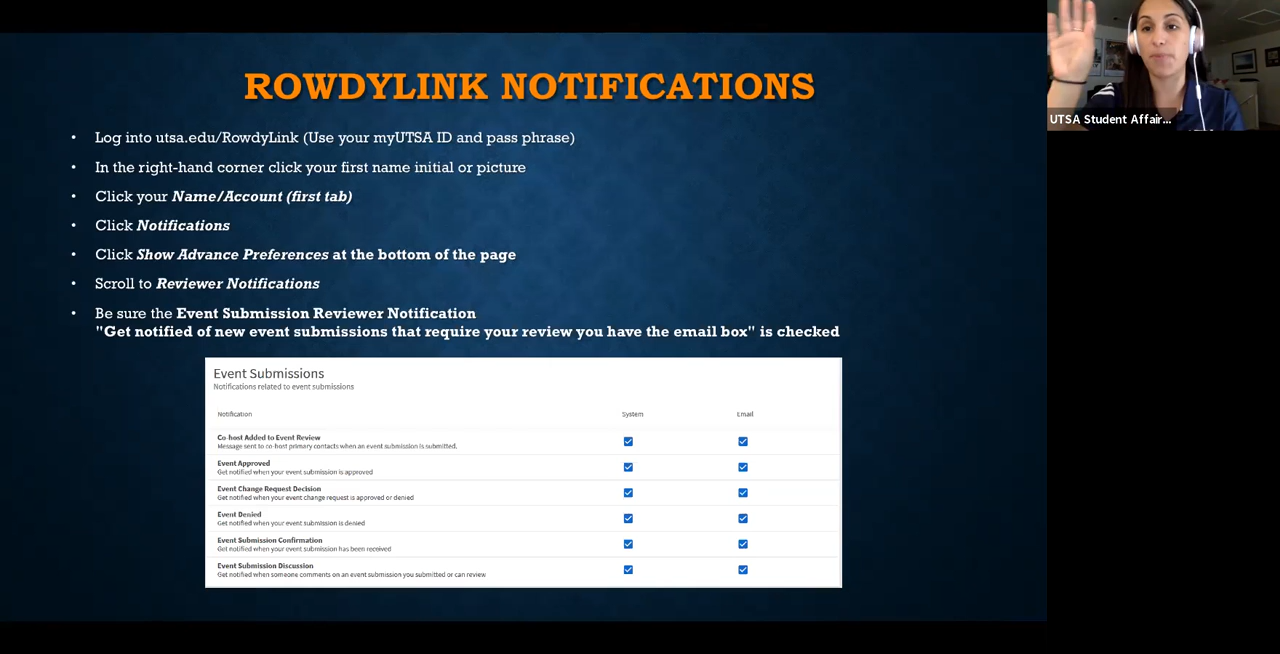 ROWDYLINK NOTIFICATIONS
• Log into utsa.edu/RowdyLink (Use your myUTSA ID and pass phrase)
• In the right-hand corner click your first name initial or picture
• Click your Name/Account (first tab)
• Click Notifications
• Click Show Advance Preferences at the bottom of the page
• Scroll to Reviewer Notifications
• Be sure the Event Submission Reviewer Notification
"Get notified of new event submissions that require your review you have the email box" is checked
Event Submissions
Notifications related to event submissions
Notification System Email
Co-host Added to Event Review
Message sent to co-host primary contacts when an event submission is submitted.
Event Approved
Get notified when your event submission is approved
Event Change Request Decision
Get notified when your event change request is approved or denied
Event Denied
Get notified when your event submission is denied
Event Submission Confirmation
Get notified when your event submission has been received
Event Submission Discussion
Get notified when someone comments on an event submission you submitted or can review
UTSA Student Affair...